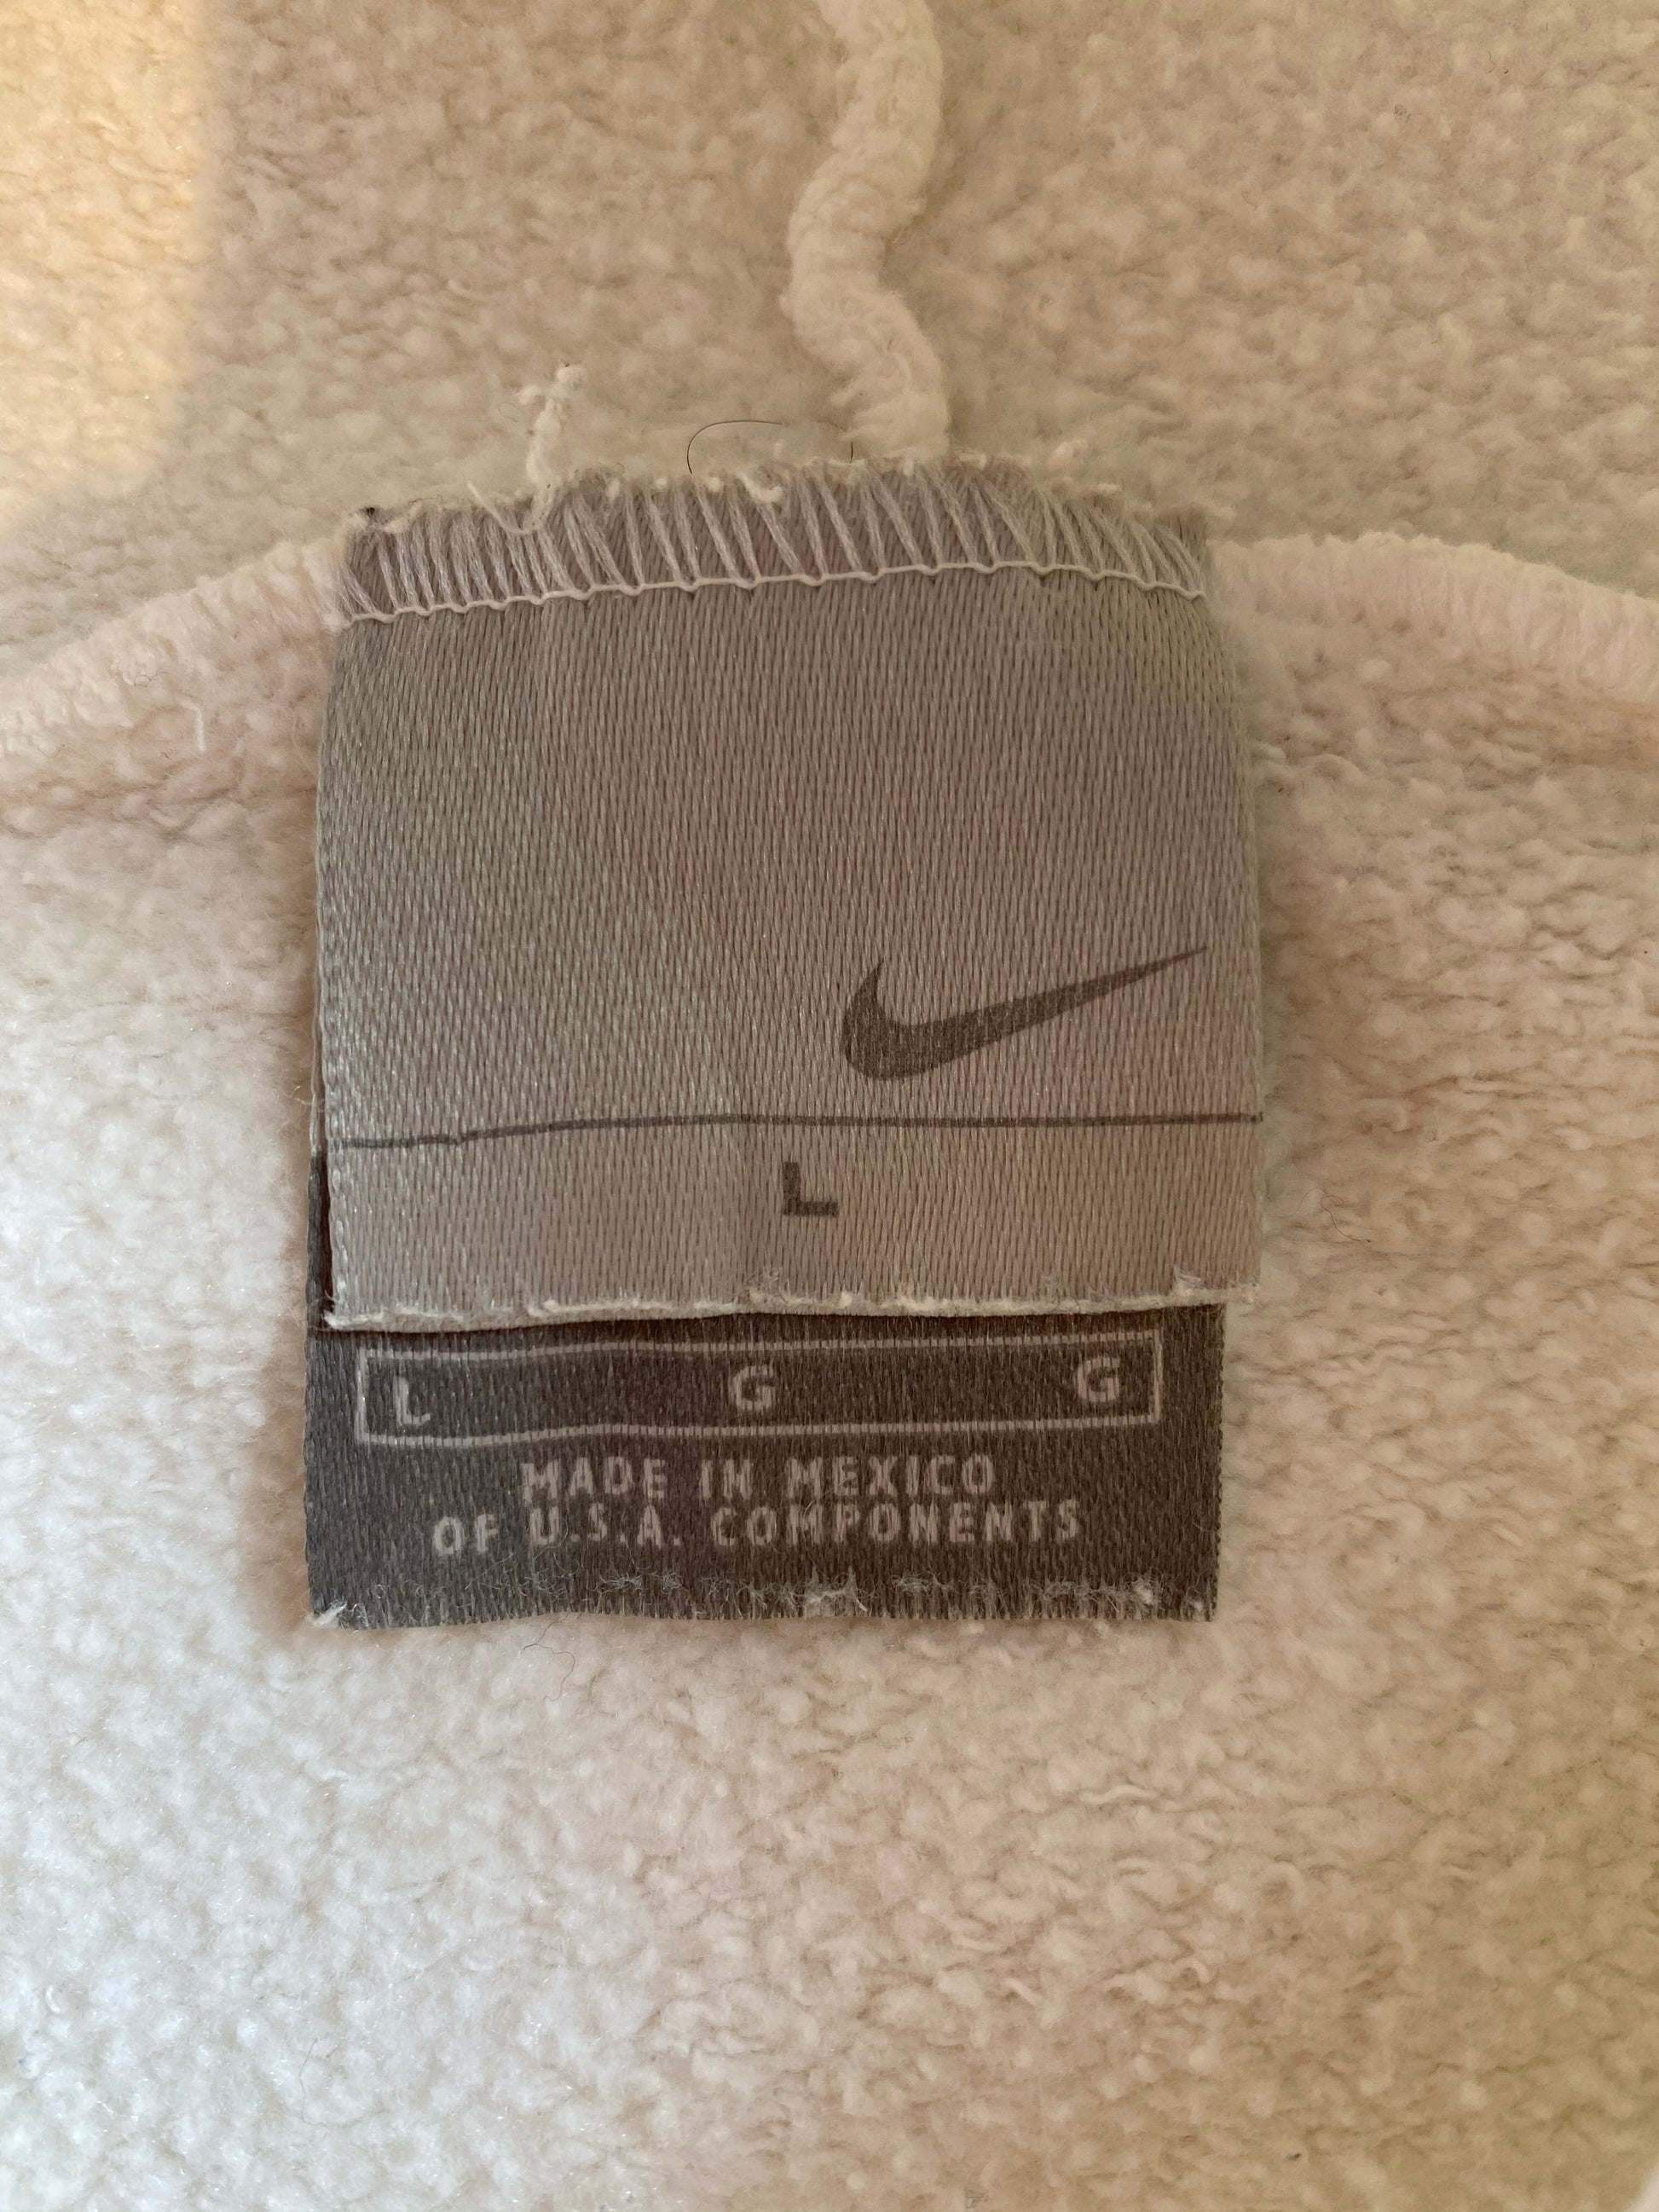 L
L G G
MADE IN MEXICO
OF U.S.A. COMPONENTS